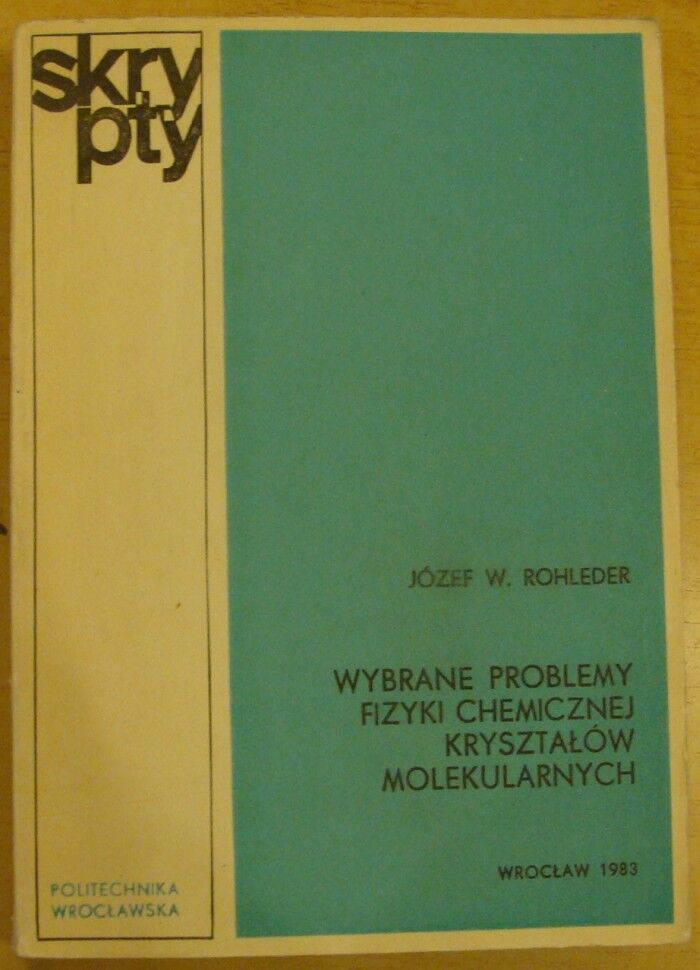 skry
pty
JÓZEF W. ROHLEDER
WYBRANE PROBLEMY
FIZYKI CHEMICZNEJ
KRYSZTAŁÓW
MOLEKULARNYCH
WROCŁAW 1983
POLITECHNIKA
WROCŁAWSKA